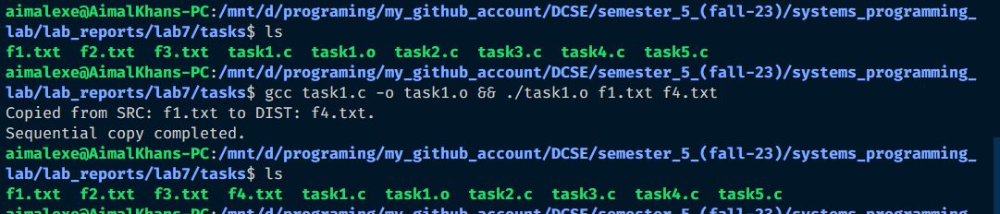 aimalexe@AimalKhans-PC:/mnt/d/programing/my_github_account/DCSE/semester_5_(fall-23)/systems_programming_
lab/lab_reports/lab7/tasks$ ls
f1.txt  f2.txt  f3.txt  task1.c  task1.o  task2.c  task3.c  task4.c  task5.c
aimalexe@AimalKhans-PC:/mnt/d/programing/my_github_account/DCSE/semester_5_(fall-23)/systems_programming_
lab/lab_reports/lab7/tasks$ gcc task1.c -o task1.o && ./task1.o f1.txt f4.txt
Copied from SRC: f1.txt to DIST: f4.txt.
Sequential copy completed.
aimalexe@AimalKhans-PC:/mnt/d/programing/my_github_account/DCSE/semester_5_(fall-23)/systems_programming_
lab/lab_reports/lab7/tasks$ ls
f1.txt  f2.txt  f3.txt  f4.txt  task1.c  task1.o  task2.c  task3.c  task4.c  task5.c
aimalexe@AimalKhans-PC:/mnt/d/programing/my_github_account/DCSE/semester_5_(fall-23)/systems_programming_